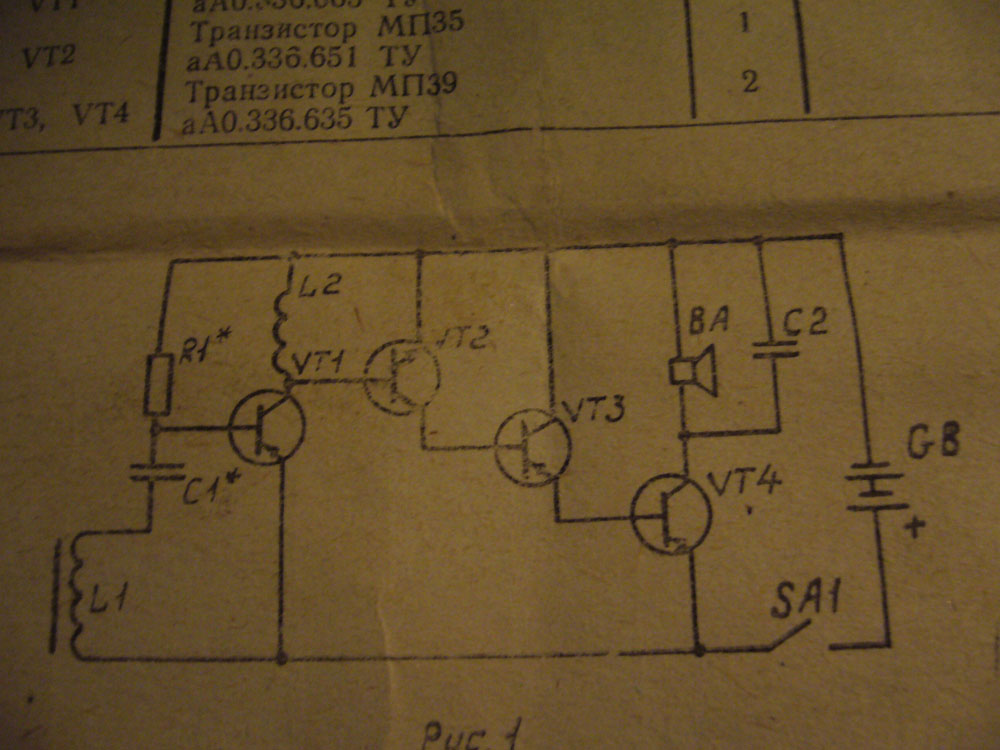 VT1 аА0.336.665 ТУ
Транзистор МП35 1
VT2 аА0.336.651 ТУ
Транзистор МП39 2
VT3, VT4 аА0.336.635 ТУ
L2
R1*
VT1
VT2
BA
C2
VT3
C1*
VT4
GB
+
L1
SA1
Рис. 1